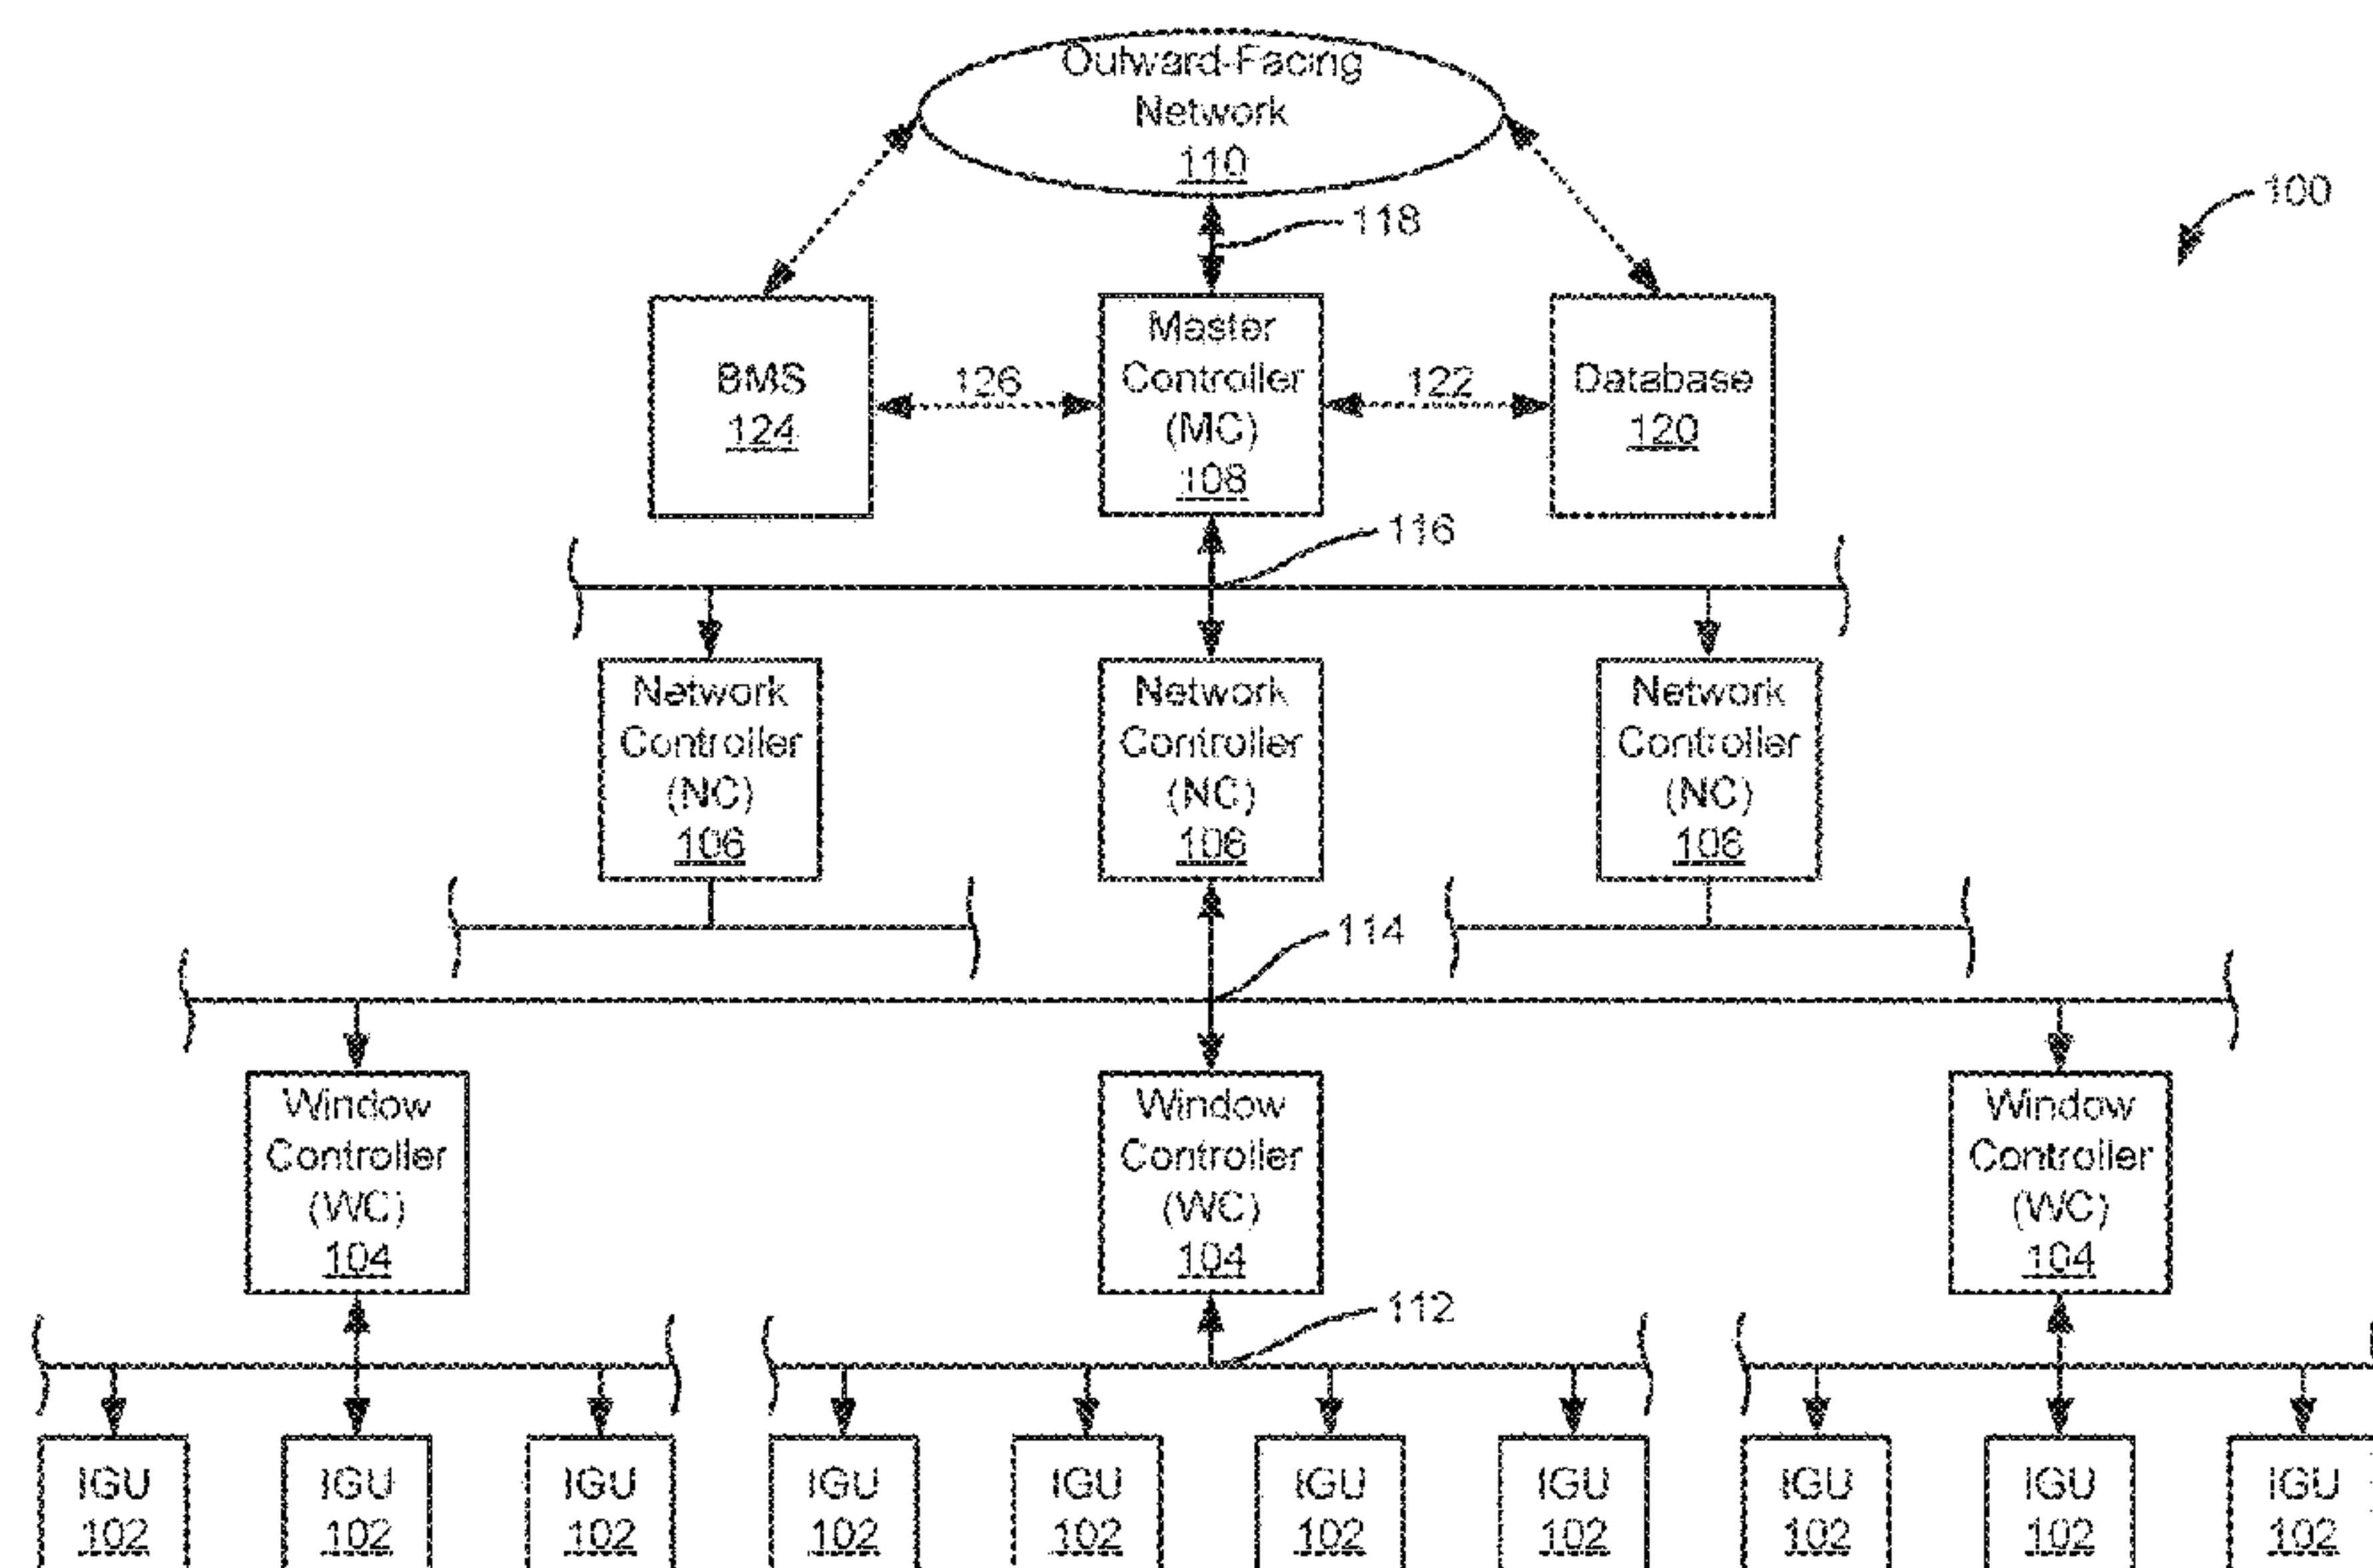 Outward-Facing
Network
110
118
100
Master
Controller
(MC)
108
BMS
124
126
122
Database
120
116
Network
Controller
(NC)
106
Network
Controller
(NC)
106
Network
Controller
(NC)
106
114
Window
Controller
(WC)
104
Window
Controller
(WC)
104
Window
Controller
(WC)
104
112
IGU
102
IGU
102
IGU
102
IGU
102
IGU
102
IGU
102
IGU
102
IGU
102
IGU
102
IGU
102